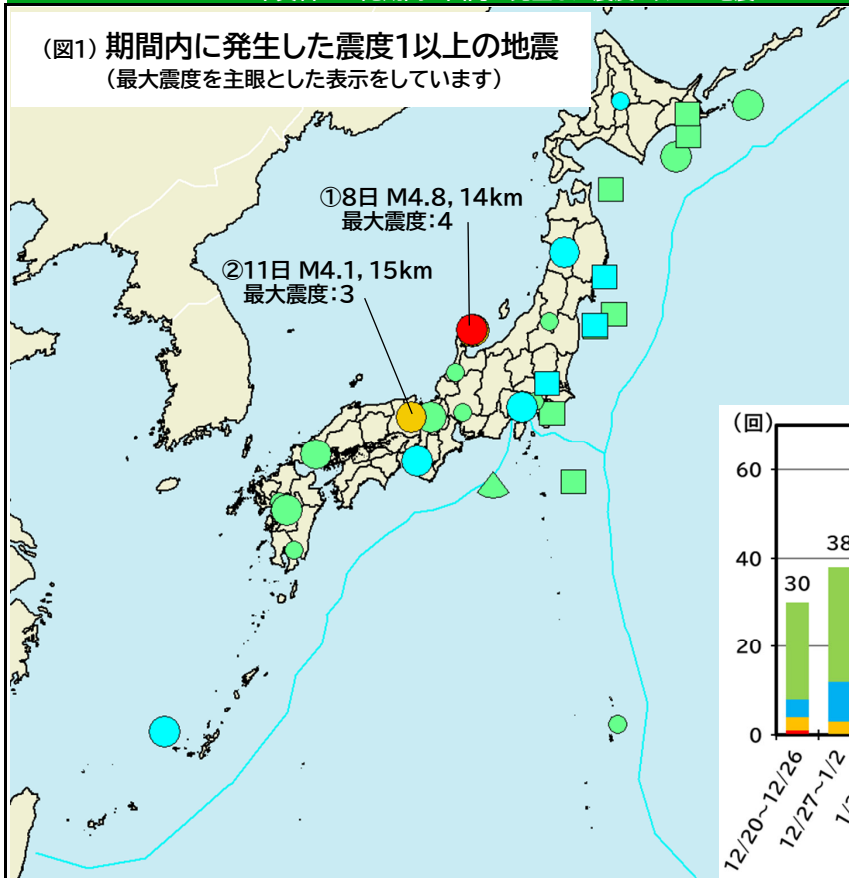 (図1) 期間内に発生した震度1以上の地震
(最大震度を主眼とした表示をしています)
①8日 M4.8, 14km
最大震度:4
②11日 M4.1, 15km
最大震度:3
(回)
60
40
20
0
30
38
12/20~12/26
12/27~1/2